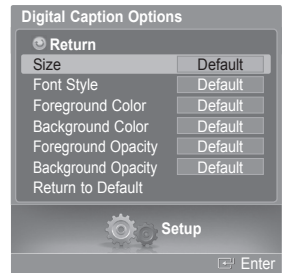 Digital Caption Options
Return
Size Default
Font Style Default
Foreground Color Default
Background Color Default
Foreground Opacity Default
Background Opacity Default
Return to Default
Setup
Enter